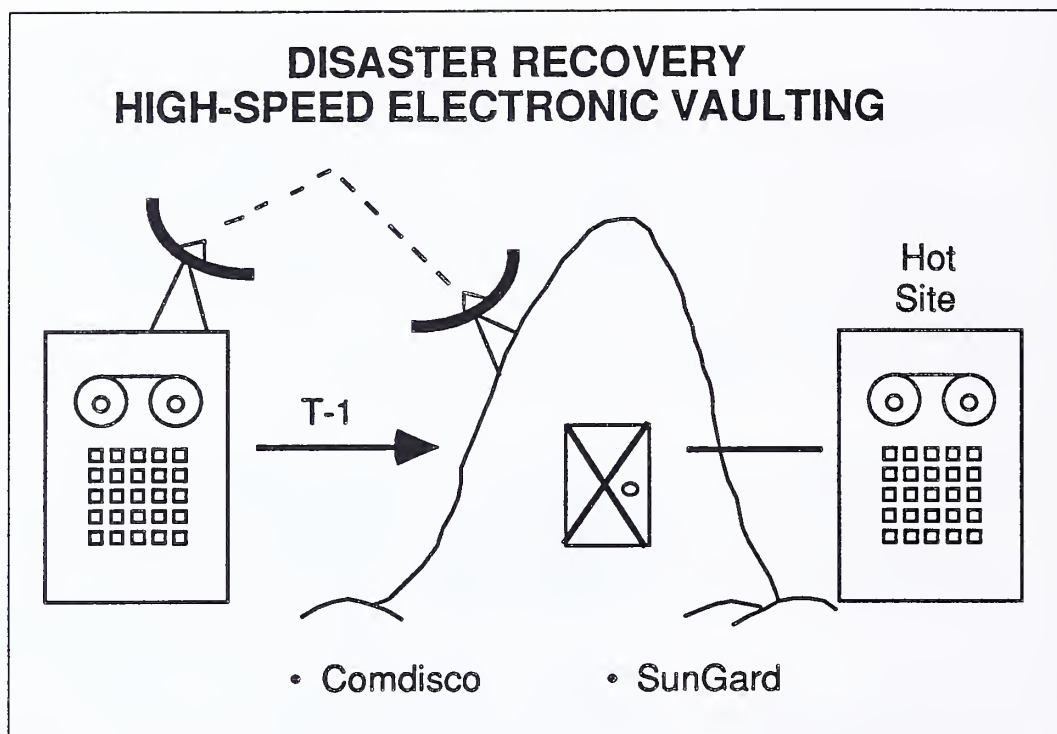 DISASTER RECOVERY
HIGH-SPEED ELECTRONIC VAULTING
Hot
Site
T-1
• Comdisco
• SunGard